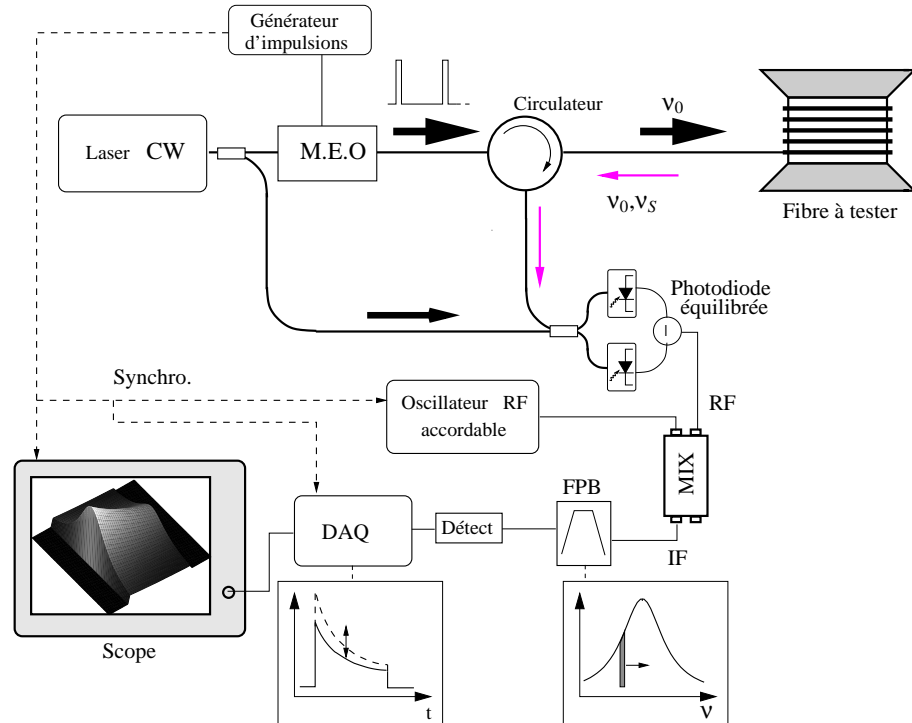 Générateur
d'impulsions
Laser CW
M.E.O
Circulateur
ν₀
ν₀,νS
Fibre à tester
Photodiode
équilibrée
I
Synchro.
Oscillateur RF
accordable
RF
MIX
IF
FPB
Détect
DAQ
Scope
t
ν